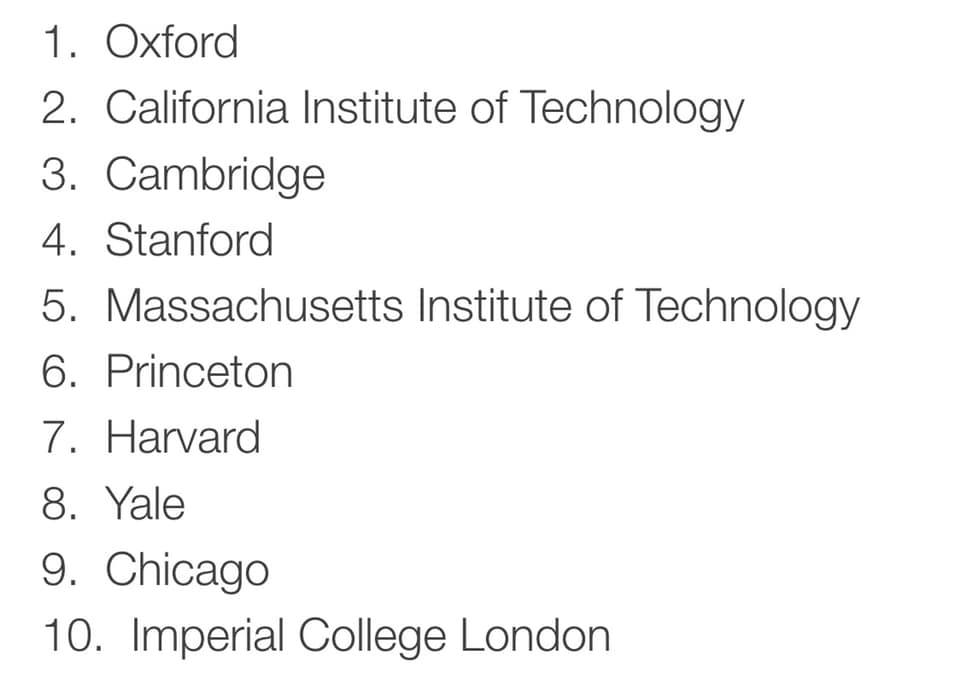 1. Oxford
2. California Institute of Technology
3. Cambridge
4. Stanford
5. Massachusetts Institute of Technology
6. Princeton
7. Harvard
8. Yale
9. Chicago
10. Imperial College London